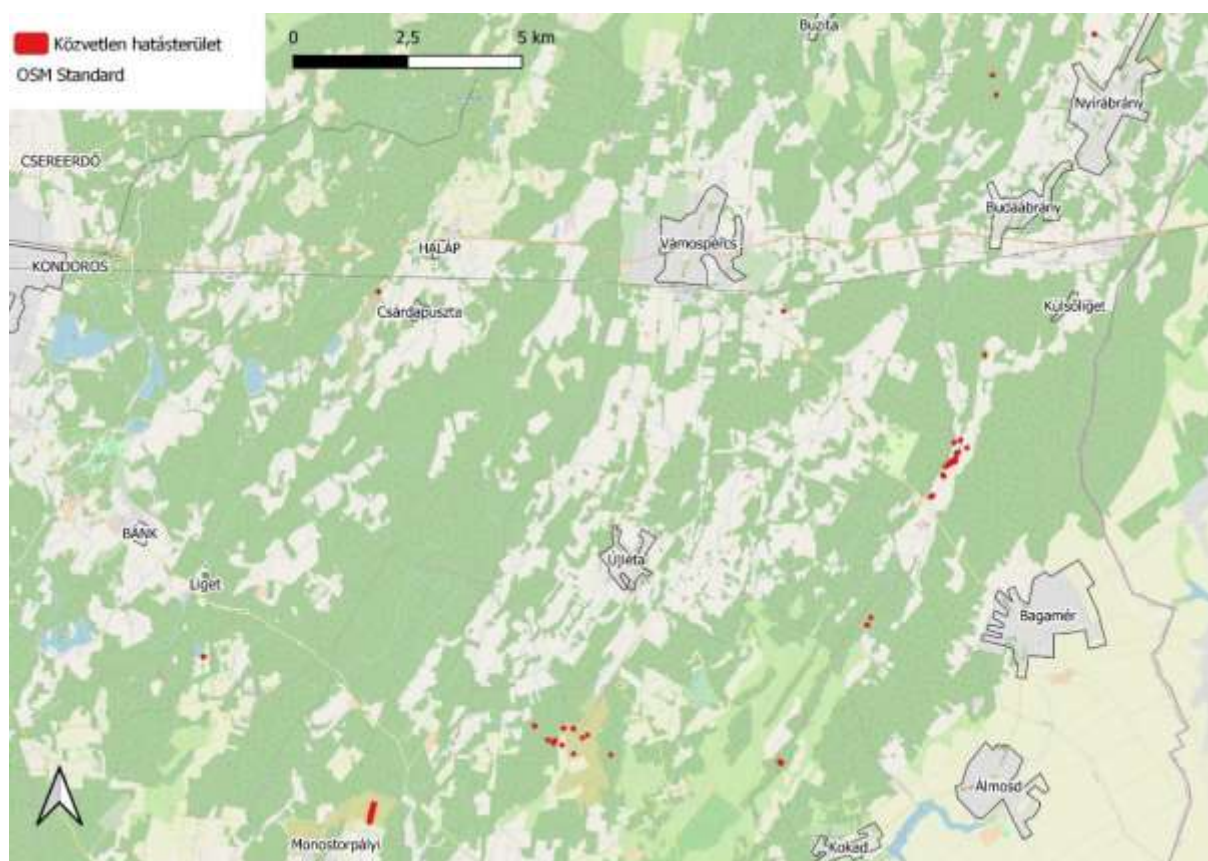 Közvetlen hatásterület
OSM Standard
0 2,5 5 km
Buzita
Nyírábrány
CSEREERDŐ
Budaábrány
Vámospércs
HALÁP
KONDOROS
Csárdapuszta
Külsőliget
BÁNK
Újléta
Liget
Bagamér
Álmosd
Monostorpályi
Kokad